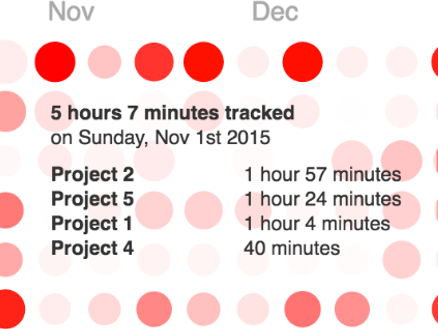 Nov Dec
5 hours 7 minutes tracked
on Sunday, Nov 1st 2015
Project 2 1 hour 57 minutes
Project 5 1 hour 24 minutes
Project 1 1 hour 4 minutes
Project 4 40 minutes